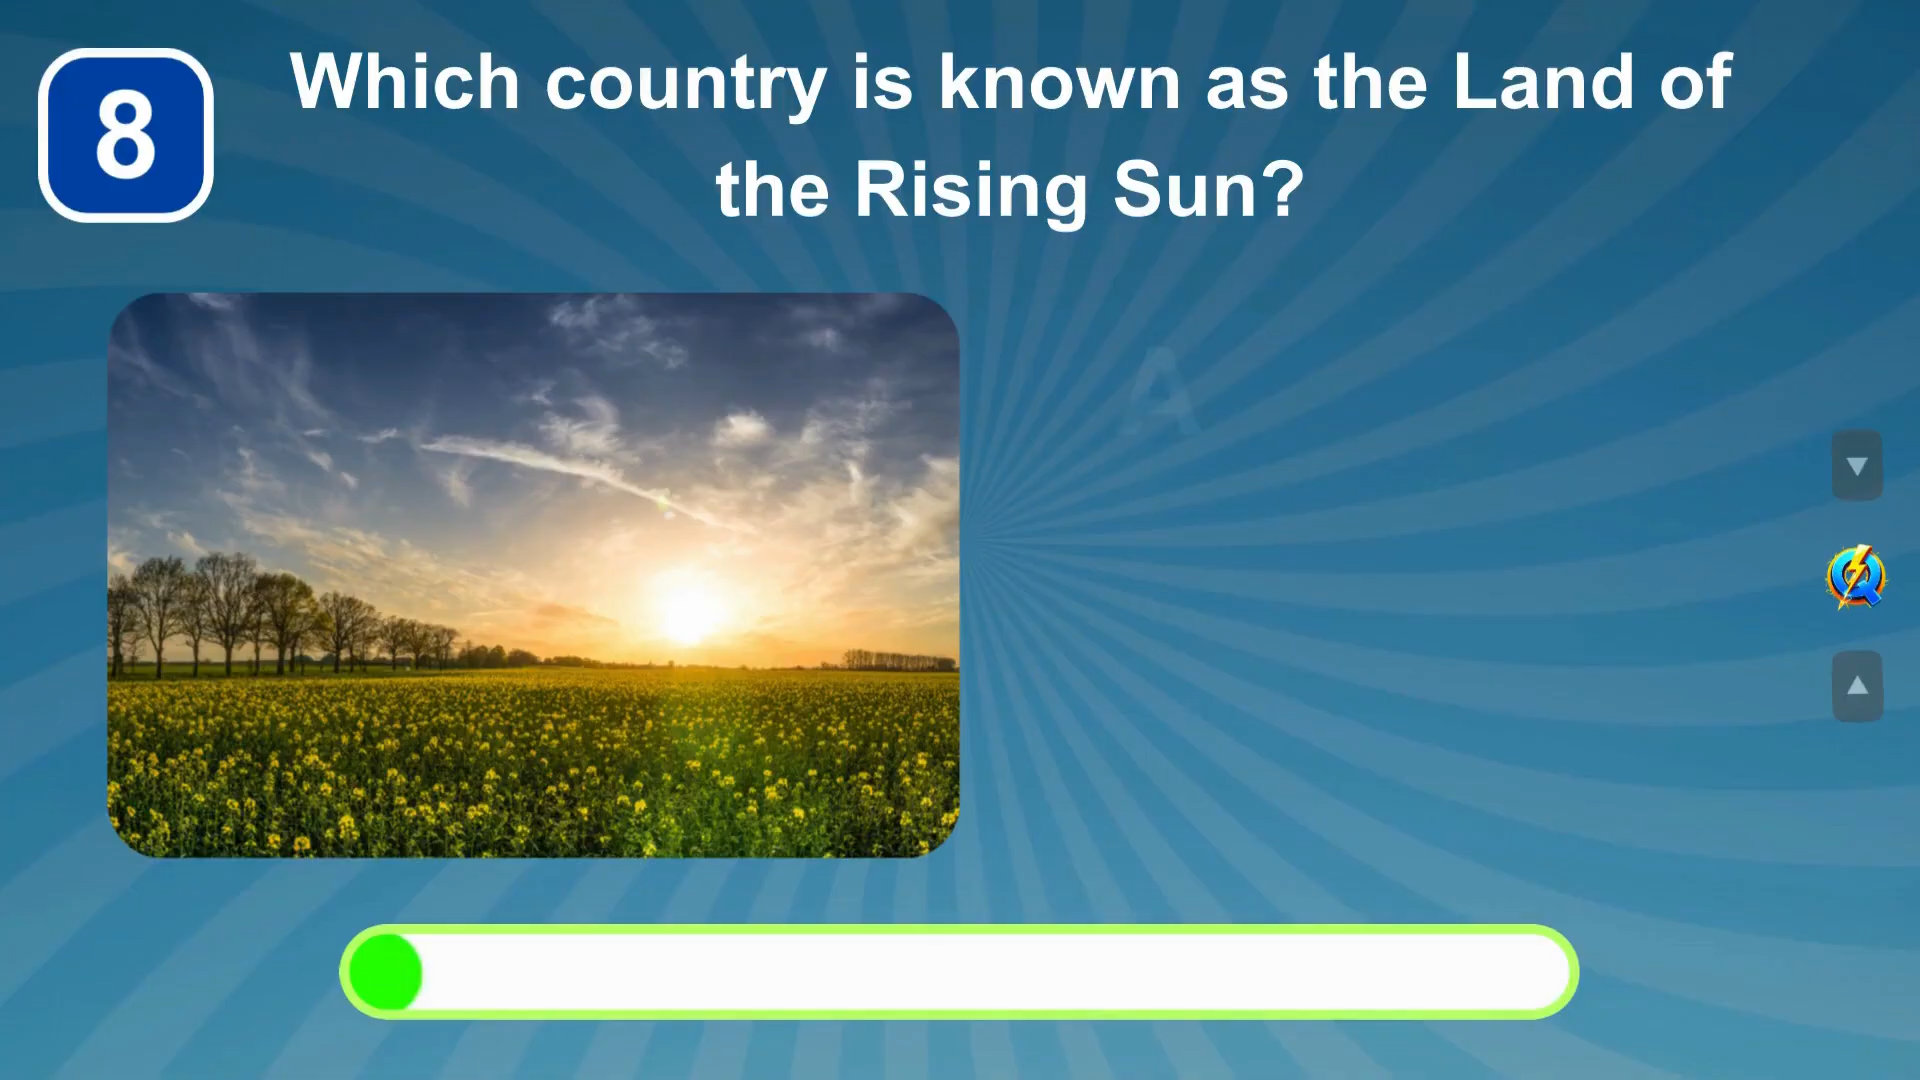 8
Which country is known as the Land of
the Rising Sun?
A